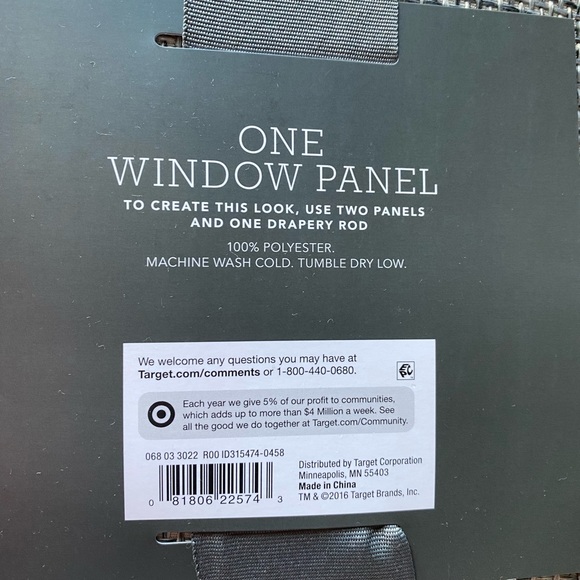 ONE
WINDOW PANEL
TO CREATE THIS LOOK, USE TWO PANELS
AND ONE DRAPERY ROD
100% POLYESTER.
MACHINE WASH COLD. TUMBLE DRY LOW.
We welcome any questions you may have at
Target.com/comments or 1-800-440-0680.
Each year we give 5% of our profit to communities,
which adds up to more than $4 Million a week. See
all the good we do together at Target.com/Community.
068 03 3022 R00 ID315474-0458
0 81806 22574 3
Distributed by Target Corporation
Minneapolis, MN 55403
Made in China
TM & ©2016 Target Brands, Inc.